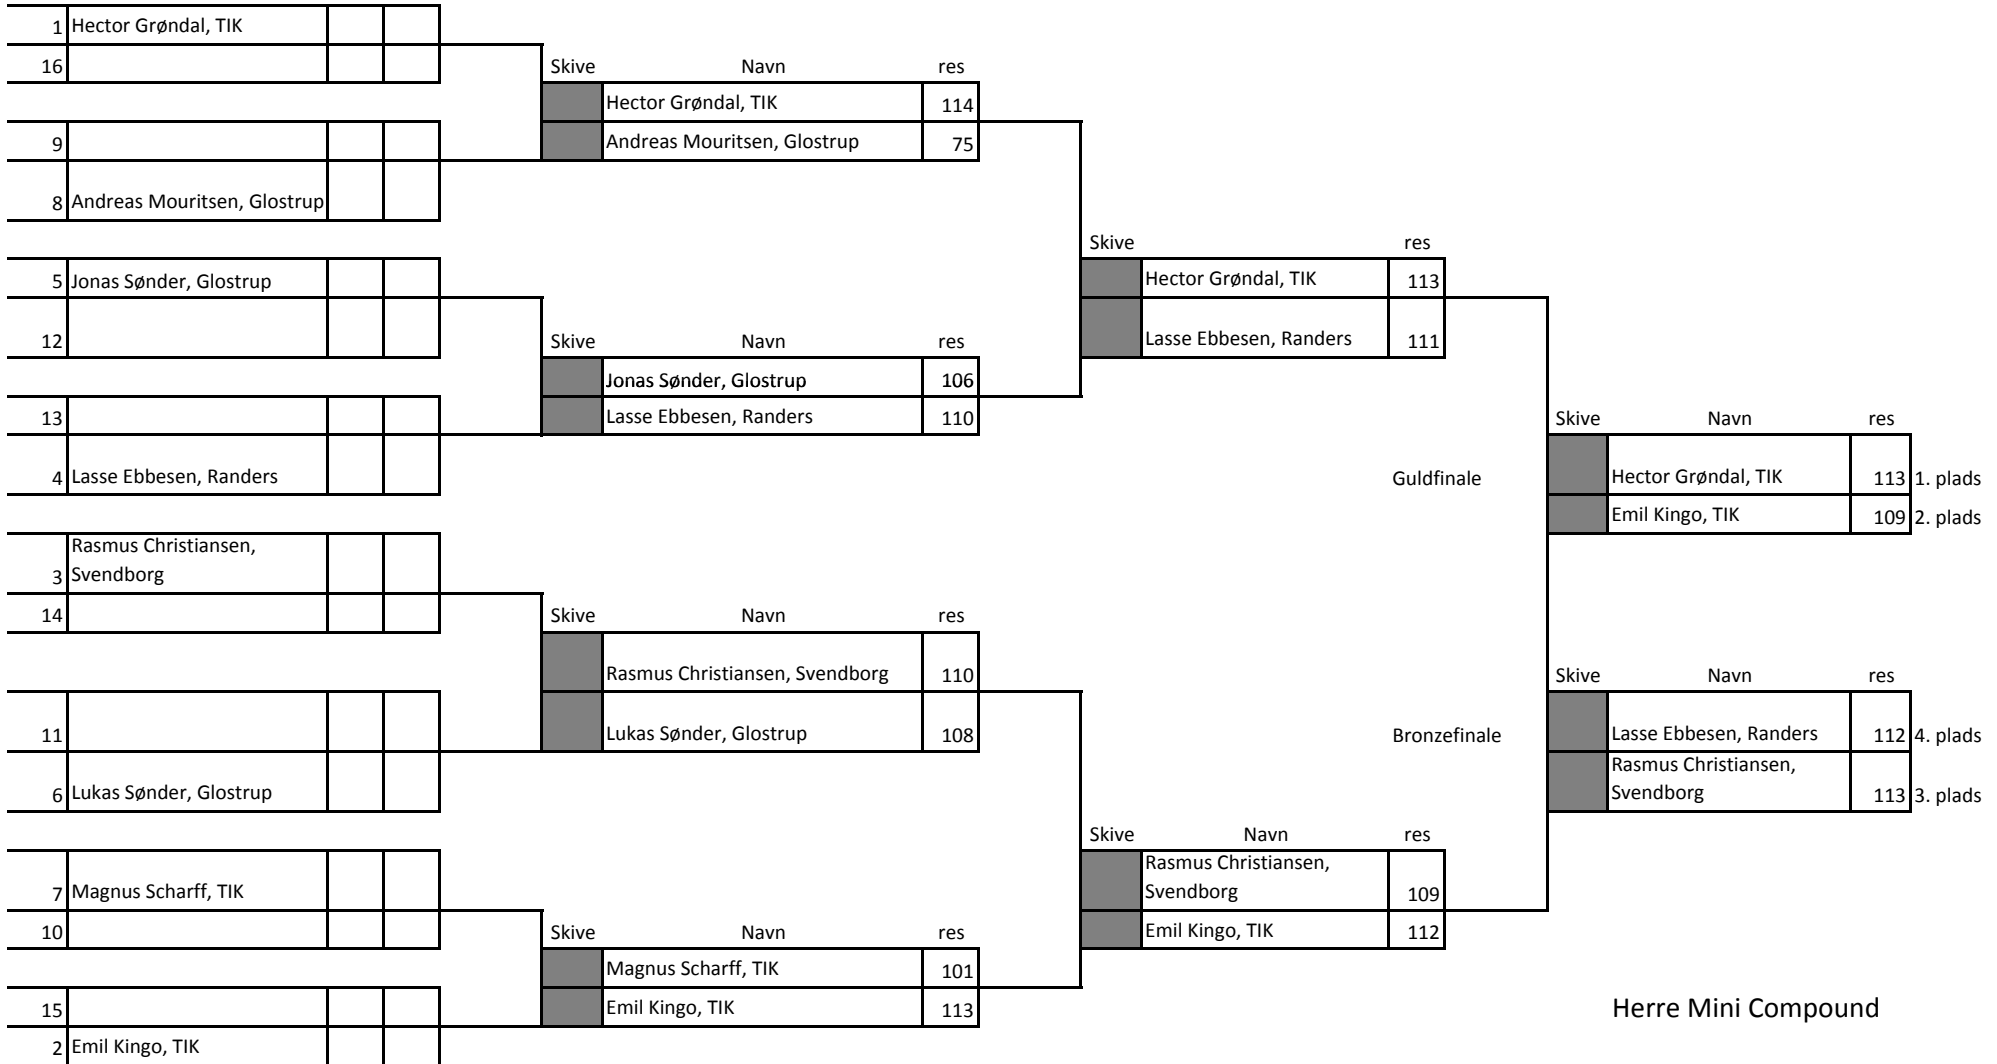 1 Hector Grøndal, TIK
16
Skive Navn res
Hector Grøndal, TIK 114
9
Andreas Mouritsen, Glostrup 75
8 Andreas Mouritsen, Glostrup
Skive res
5 Jonas Sønder, Glostrup
Hector Grøndal, TIK 113
12
Skive Navn res
Lasse Ebbesen, Randers 111
Jonas Sønder, Glostrup 106
13
Lasse Ebbesen, Randers 110
Skive Navn res
4 Lasse Ebbesen, Randers
Guldfinale
Hector Grøndal, TIK 113 1. plads
Emil Kingo, TIK 109 2. plads
Rasmus Christiansen,
3 Svendborg
14
Skive Navn res
Rasmus Christiansen, Svendborg 110
Skive Navn res
11
Lukas Sønder, Glostrup 108
Bronzefinale
Lasse Ebbesen, Randers 112 4. plads
Rasmus Christiansen,
Svendborg 113 3. plads
6 Lukas Sønder, Glostrup
Skive Navn res
Rasmus Christiansen,
Svendborg 109
7 Magnus Scharff, TIK
10
Skive Navn res
Emil Kingo, TIK 112
Magnus Scharff, TIK 101
15
Emil Kingo, TIK 113
Herre Mini Compound
2 Emil Kingo, TIK